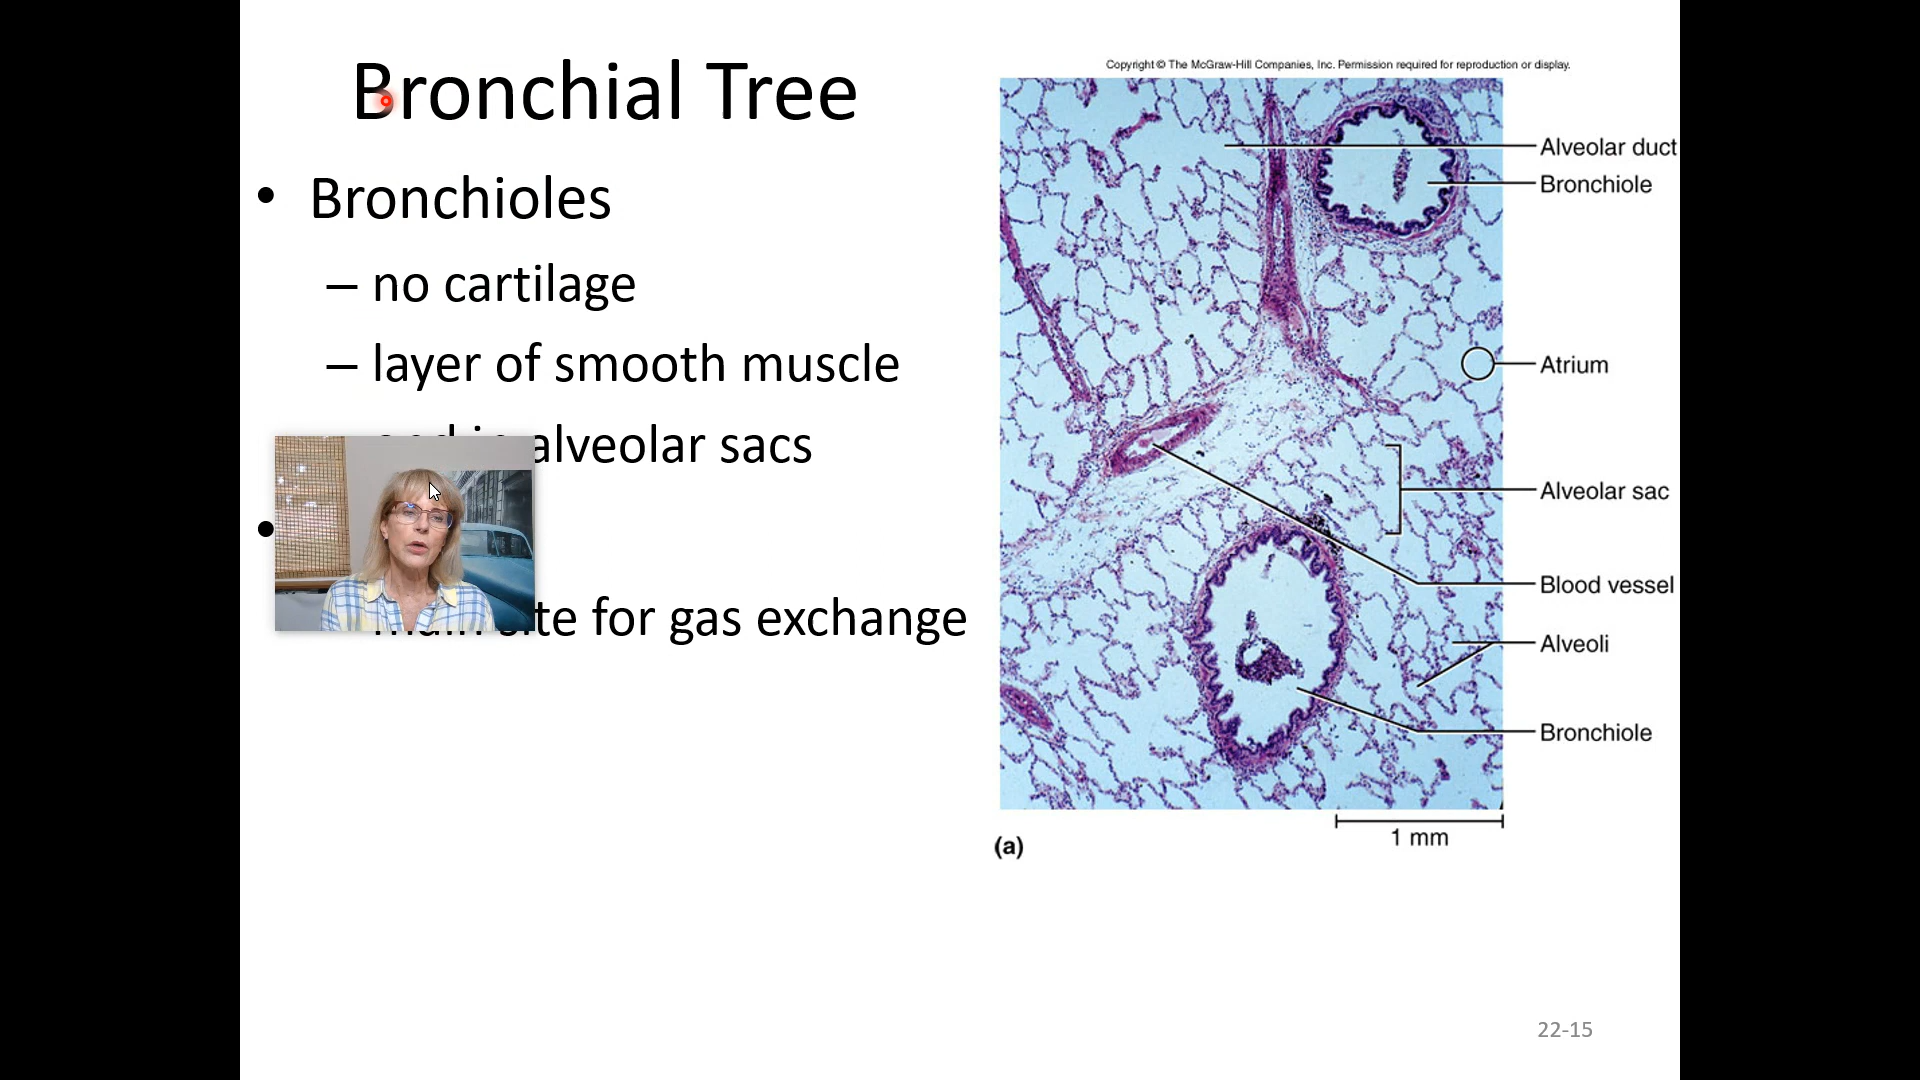 Bronchial Tree
• Bronchioles
– no cartilage
– layer of smooth muscle
alveolar sacs
•
for gas exchange
Copyright © The McGraw-Hill Companies, Inc. Permission required for reproduction or display.
Alveolar duct
Bronchiole
Atrium
Alveolar sac
Blood vessel
Alveoli
Bronchiole
1 mm
(a)
22-15